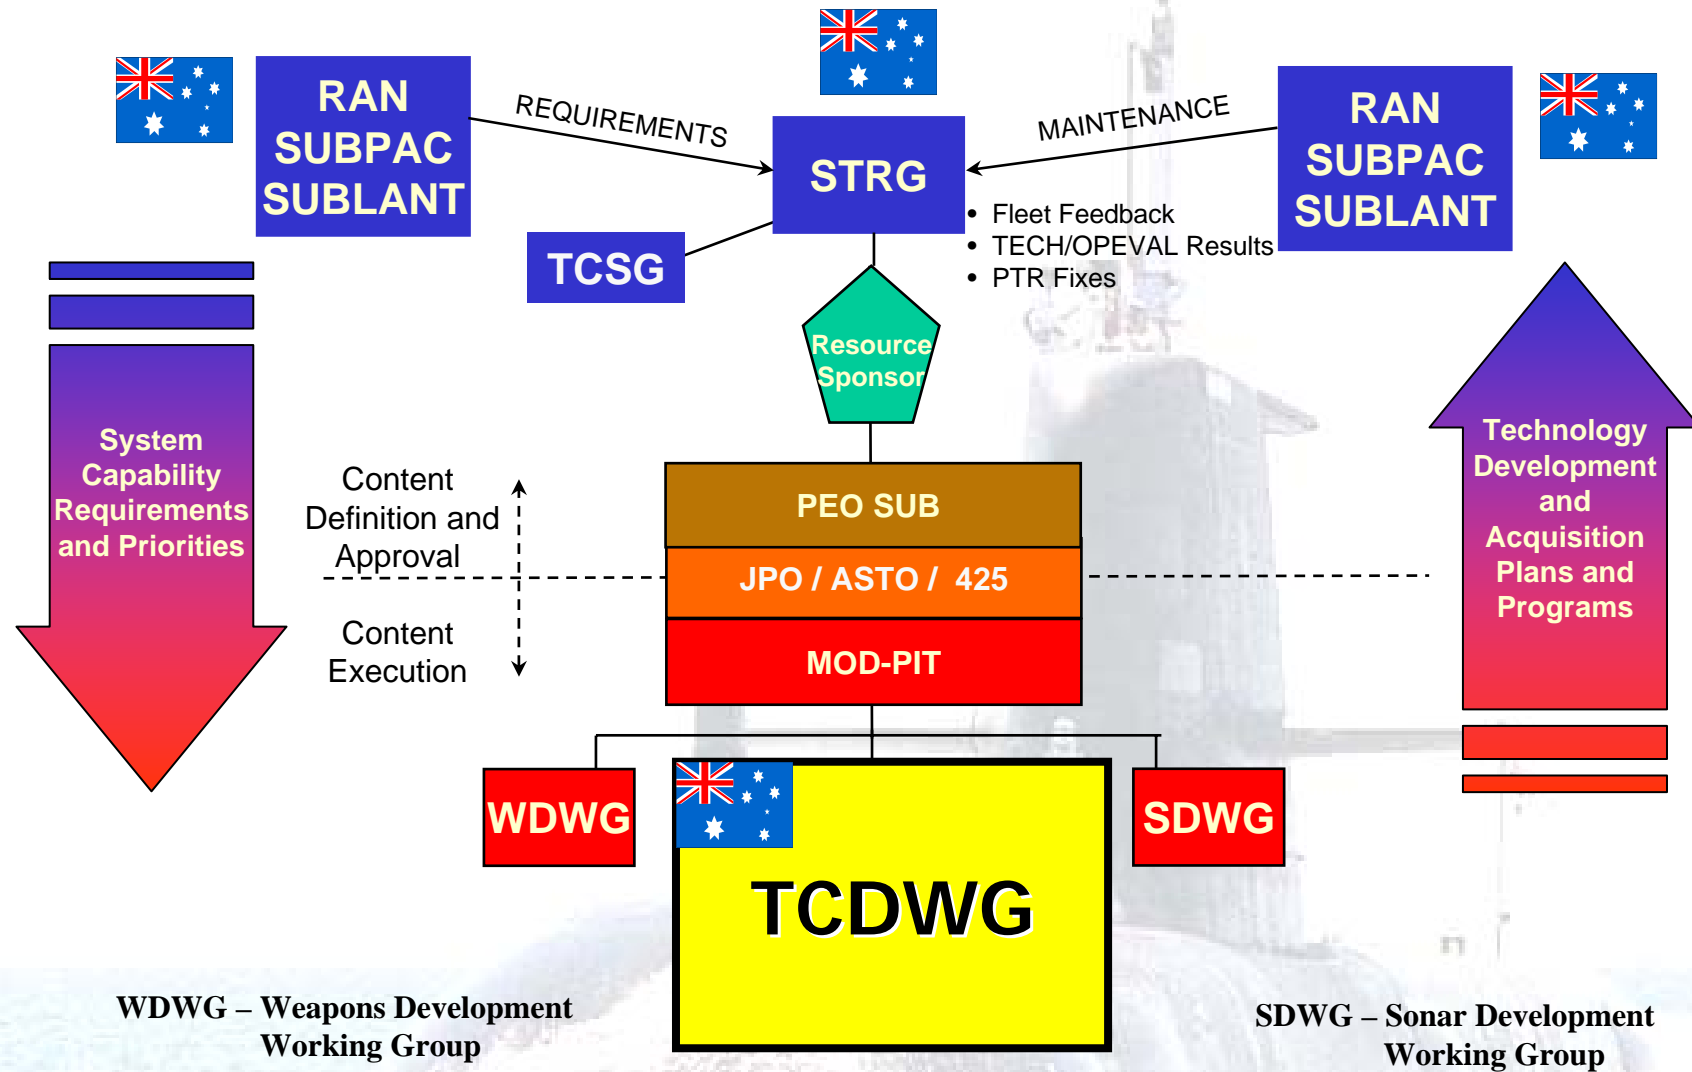 RAN
SUBPAC
SUBLANT
REQUIREMENTS
STRG
MAINTENANCE
RAN
SUBPAC
SUBLANT
TCSG
• Fleet Feedback
• TECH/OPEVAL Results
• PTR Fixes
Resource
Sponsor
System
Capability
Requirements
and Priorities
Content
Definition and
Approval
Content
Execution
PEO SUB
JPO / ASTO / 425
MOD-PIT
Technology
Development
and
Acquisition
Plans and
Programs
WDWG
TCDWG
SDWG
WDWG – Weapons Development
Working Group
SDWG – Sonar Development
Working Group